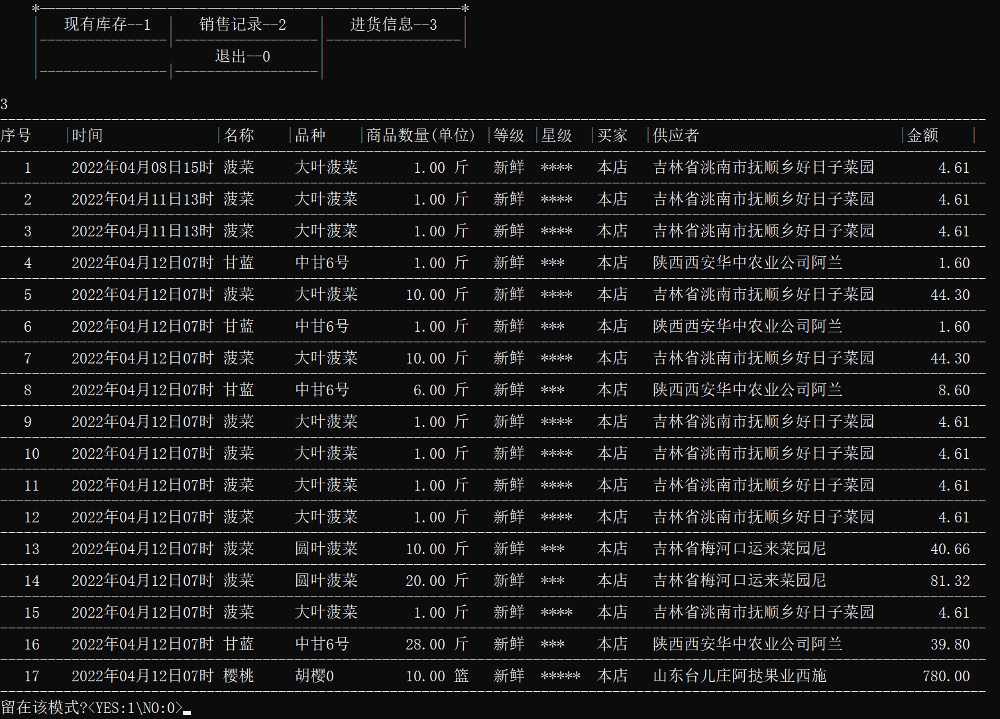 现有库存--1 销售记录--2 进货信息--3
退出--0
3
序号 |时间 |名称 |品种 |商品数量(单位) |等级 |星级 |买家 |供应者 |金额 |
1 2022年04月08日15时 菠菜 大叶菠菜 1.00 斤 新鲜 **** 本店 吉林省洮南市抚顺乡好日子菜园 4.61
2 2022年04月11日13时 菠菜 大叶菠菜 1.00 斤 新鲜 **** 本店 吉林省洮南市抚顺乡好日子菜园 4.61
3 2022年04月11日13时 菠菜 大叶菠菜 1.00 斤 新鲜 **** 本店 吉林省洮南市抚顺乡好日子菜园 4.61
4 2022年04月12日07时 甘蓝 中甘6号 1.00 斤 新鲜 *** 本店 陕西西安华中农业公司阿兰 1.60
5 2022年04月12日07时 菠菜 大叶菠菜 10.00 斤 新鲜 **** 本店 吉林省洮南市抚顺乡好日子菜园 44.30
6 2022年04月12日07时 甘蓝 中甘6号 1.00 斤 新鲜 *** 本店 陕西西安华中农业公司阿兰 1.60
7 2022年04月12日07时 菠菜 大叶菠菜 10.00 斤 新鲜 **** 本店 吉林省洮南市抚顺乡好日子菜园 44.30
8 2022年04月12日07时 甘蓝 中甘6号 6.00 斤 新鲜 *** 本店 陕西西安华中农业公司阿兰 8.60
9 2022年04月12日07时 菠菜 大叶菠菜 1.00 斤 新鲜 **** 本店 吉林省洮南市抚顺乡好日子菜园 4.61
10 2022年04月12日07时 菠菜 大叶菠菜 1.00 斤 新鲜 **** 本店 吉林省洮南市抚顺乡好日子菜园 4.61
11 2022年04月12日07时 菠菜 大叶菠菜 1.00 斤 新鲜 **** 本店 吉林省洮南市抚顺乡好日子菜园 4.61
12 2022年04月12日07时 菠菜 大叶菠菜 1.00 斤 新鲜 **** 本店 吉林省洮南市抚顺乡好日子菜园 4.61
13 2022年04月12日07时 菠菜 圆叶菠菜 10.00 斤 新鲜 *** 本店 吉林省梅河口运来菜园尼 40.66
14 2022年04月12日07时 菠菜 圆叶菠菜 20.00 斤 新鲜 *** 本店 吉林省梅河口运来菜园尼 81.32
15 2022年04月12日07时 菠菜 大叶菠菜 1.00 斤 新鲜 **** 本店 吉林省洮南市抚顺乡好日子菜园 4.61
16 2022年04月12日07时 甘蓝 中甘6号 28.00 斤 新鲜 *** 本店 陕西西安华中农业公司阿兰 39.80
17 2022年04月12日07时 樱桃 胡樱0 10.00 篮 新鲜 ***** 本店 山东台儿庄阿挞果业西施 780.00
留在该模式?<YES:1\NO:0>